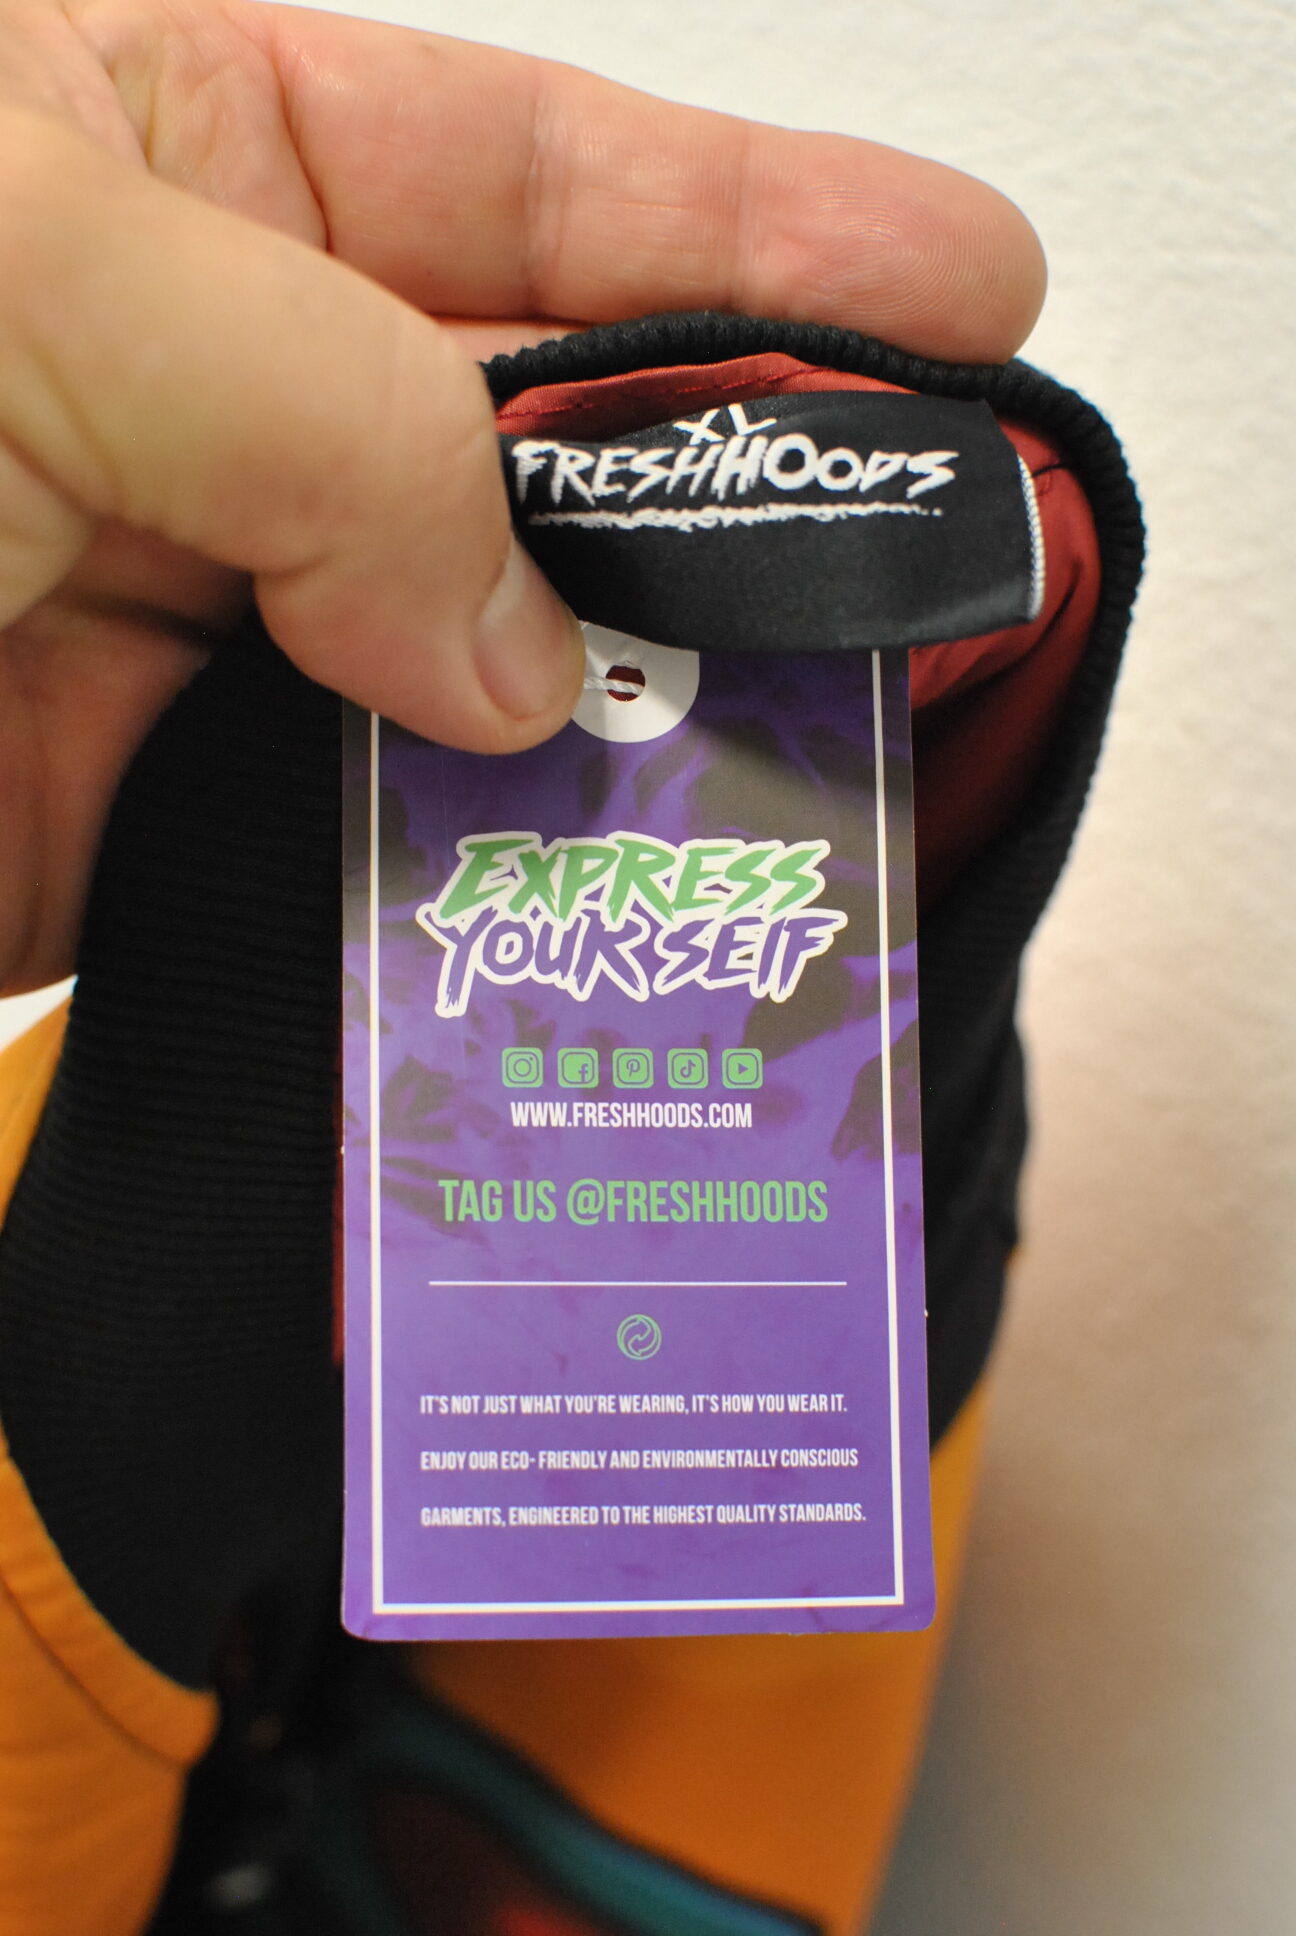 XL
FRESHHOODS
EXPRESS
YOURSELF
WWW.FRESHHOODS.COM
TAG US @FRESHHOODS
IT'S NOT JUST WHAT YOU'RE WEARING, IT'S HOW YOU WEAR IT.
ENJOY OUR ECO- FRIENDLY AND ENVIRONMENTALLY CONSCIOUS
GARMENTS, ENGINEERED TO THE HIGHEST QUALITY STANDARDS.